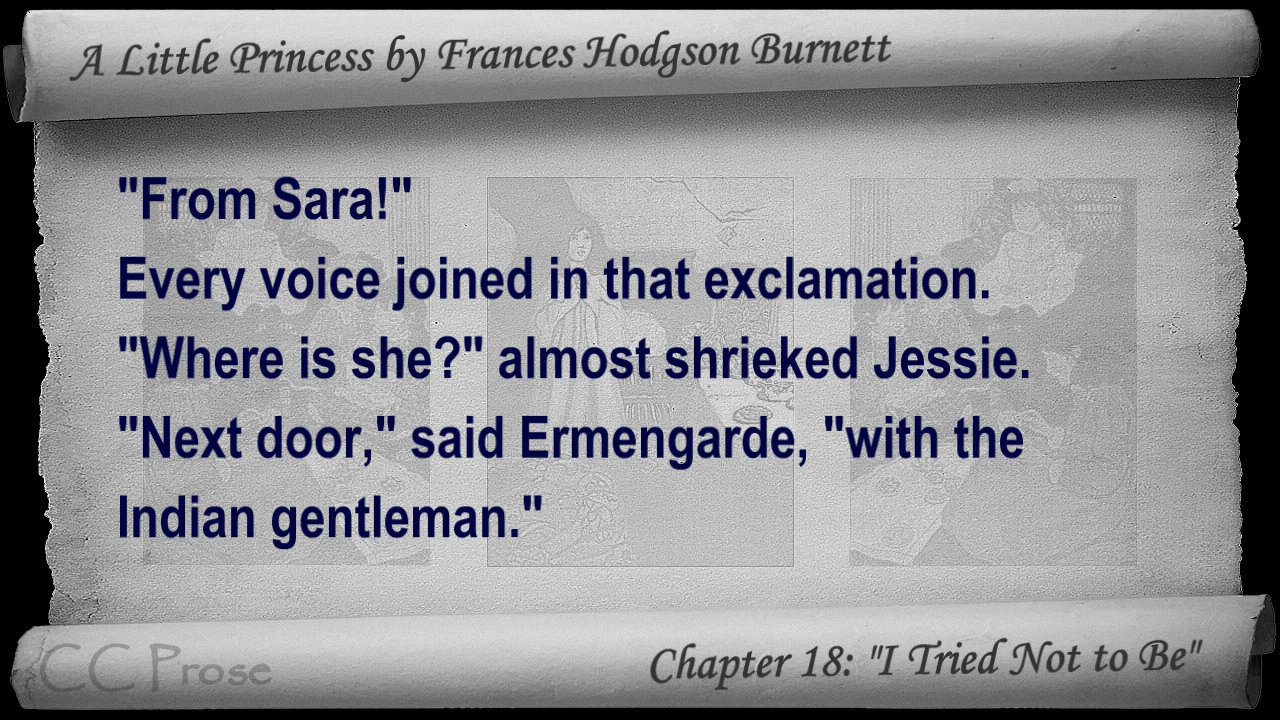 A Little Princess by Frances Hodgson Burnett
"From Sara!"
Every voice joined in that exclamation.
"Where is she?" almost shrieked Jessie.
"Next door," said Ermengarde, "with the
Indian gentleman."
CC Prose
Chapter 18: "I Tried Not to Be"